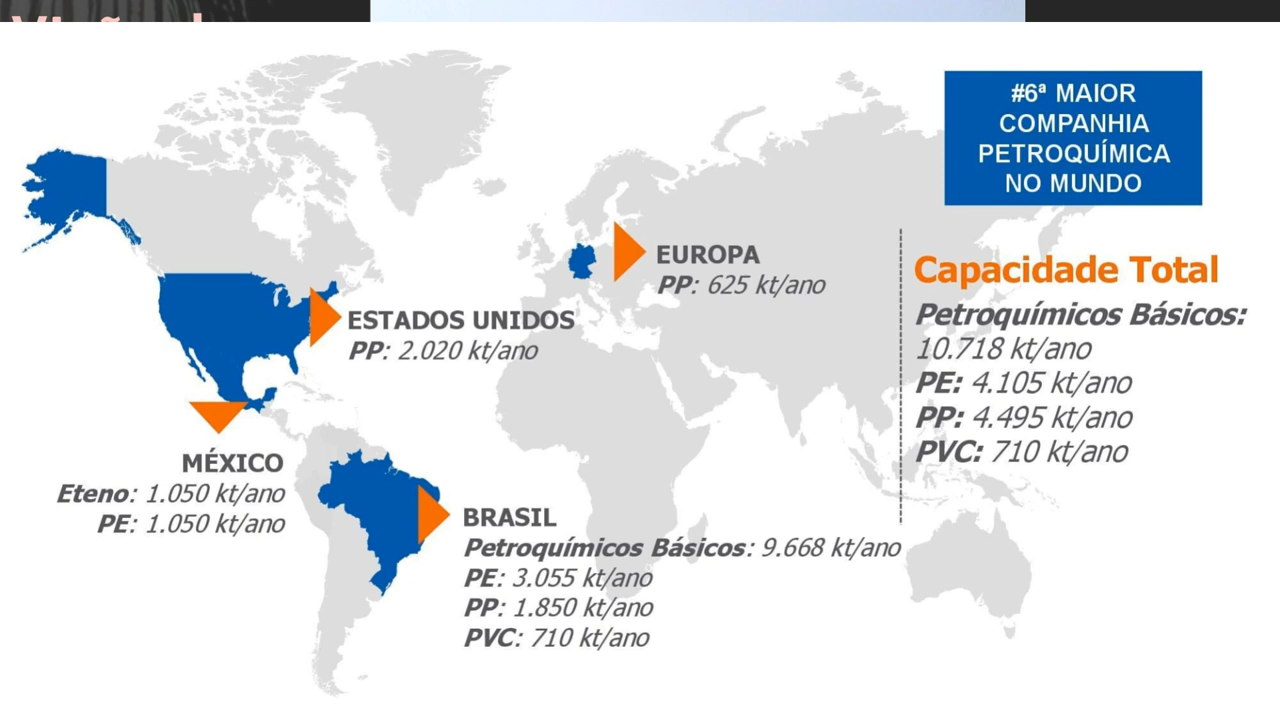 #6ª MAIOR
COMPANHIA
PETROQUÍMICA
NO MUNDO
EUROPA
PP: 625 kt/ano
ESTADOS UNIDOS
PP: 2.020 kt/ano
MÉXICO
Eteno: 1.050 kt/ano
PE: 1.050 kt/ano
BRASIL
Petroquímicos Básicos: 9.668 kt/ano
PE: 3.055 kt/ano
PP: 1.850 kt/ano
PVC: 710 kt/ano
Capacidade Total
Petroquímicos Básicos:
10.718 kt/ano
PE: 4.105 kt/ano
PP: 4.495 kt/ano
PVC: 710 kt/ano